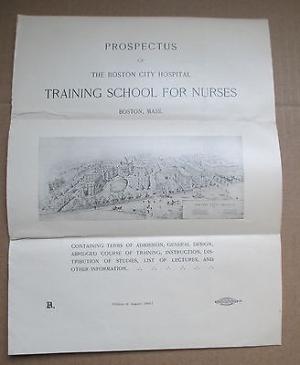 PROSPECTUS
OF
THE BOSTON CITY HOSPITAL
TRAINING SCHOOL FOR NURSES
BOSTON, MASS.
CONTAINING TERMS OF ADMISSION, GENERAL DESIGN,
ABRIDGED COURSE OF TRAINING, INSTRUCTION, DIS-
TRIBUTION OF STUDIES, LIST OF LECTURES, AND
OTHER INFORMATION.
B.